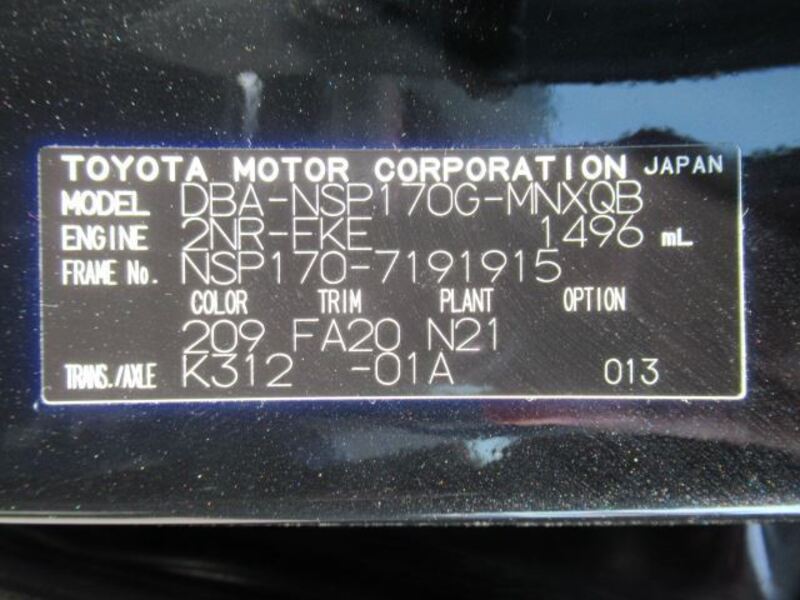 TOYOTA MOTOR CORPORATION JAPAN
MODEL DBA-NSP170G-MNXQB
ENGINE 2NR-FKE 1496 mL
FRAME No. NSP170-7191915
COLOR TRIM PLANT OPTION
209 FA20 N21
TRANS./AXLE K312 -01A 013